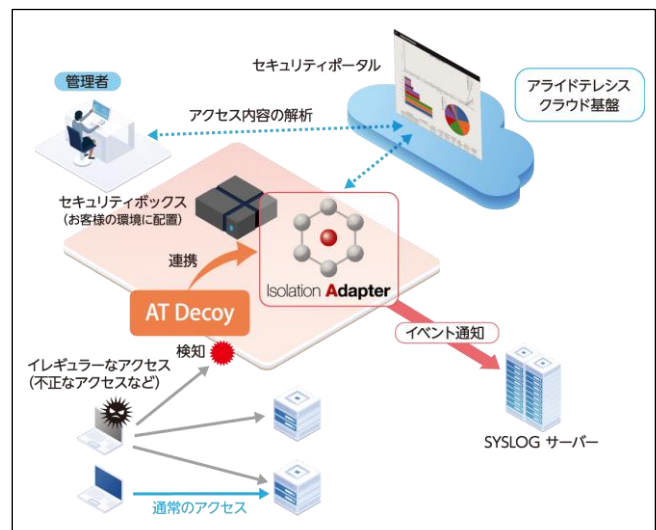 セキュリティポータル
管理者
アライドテレシス
クラウド基盤
アクセス内容の解析
セキュリティボックス
(お客様の環境に配置)
連携
Isolation Adapter
AT Decoy
イベント通知
検知
イレギュラーなアクセス
(不正なアクセスなど)
SYSLOG サーバー
通常のアクセス